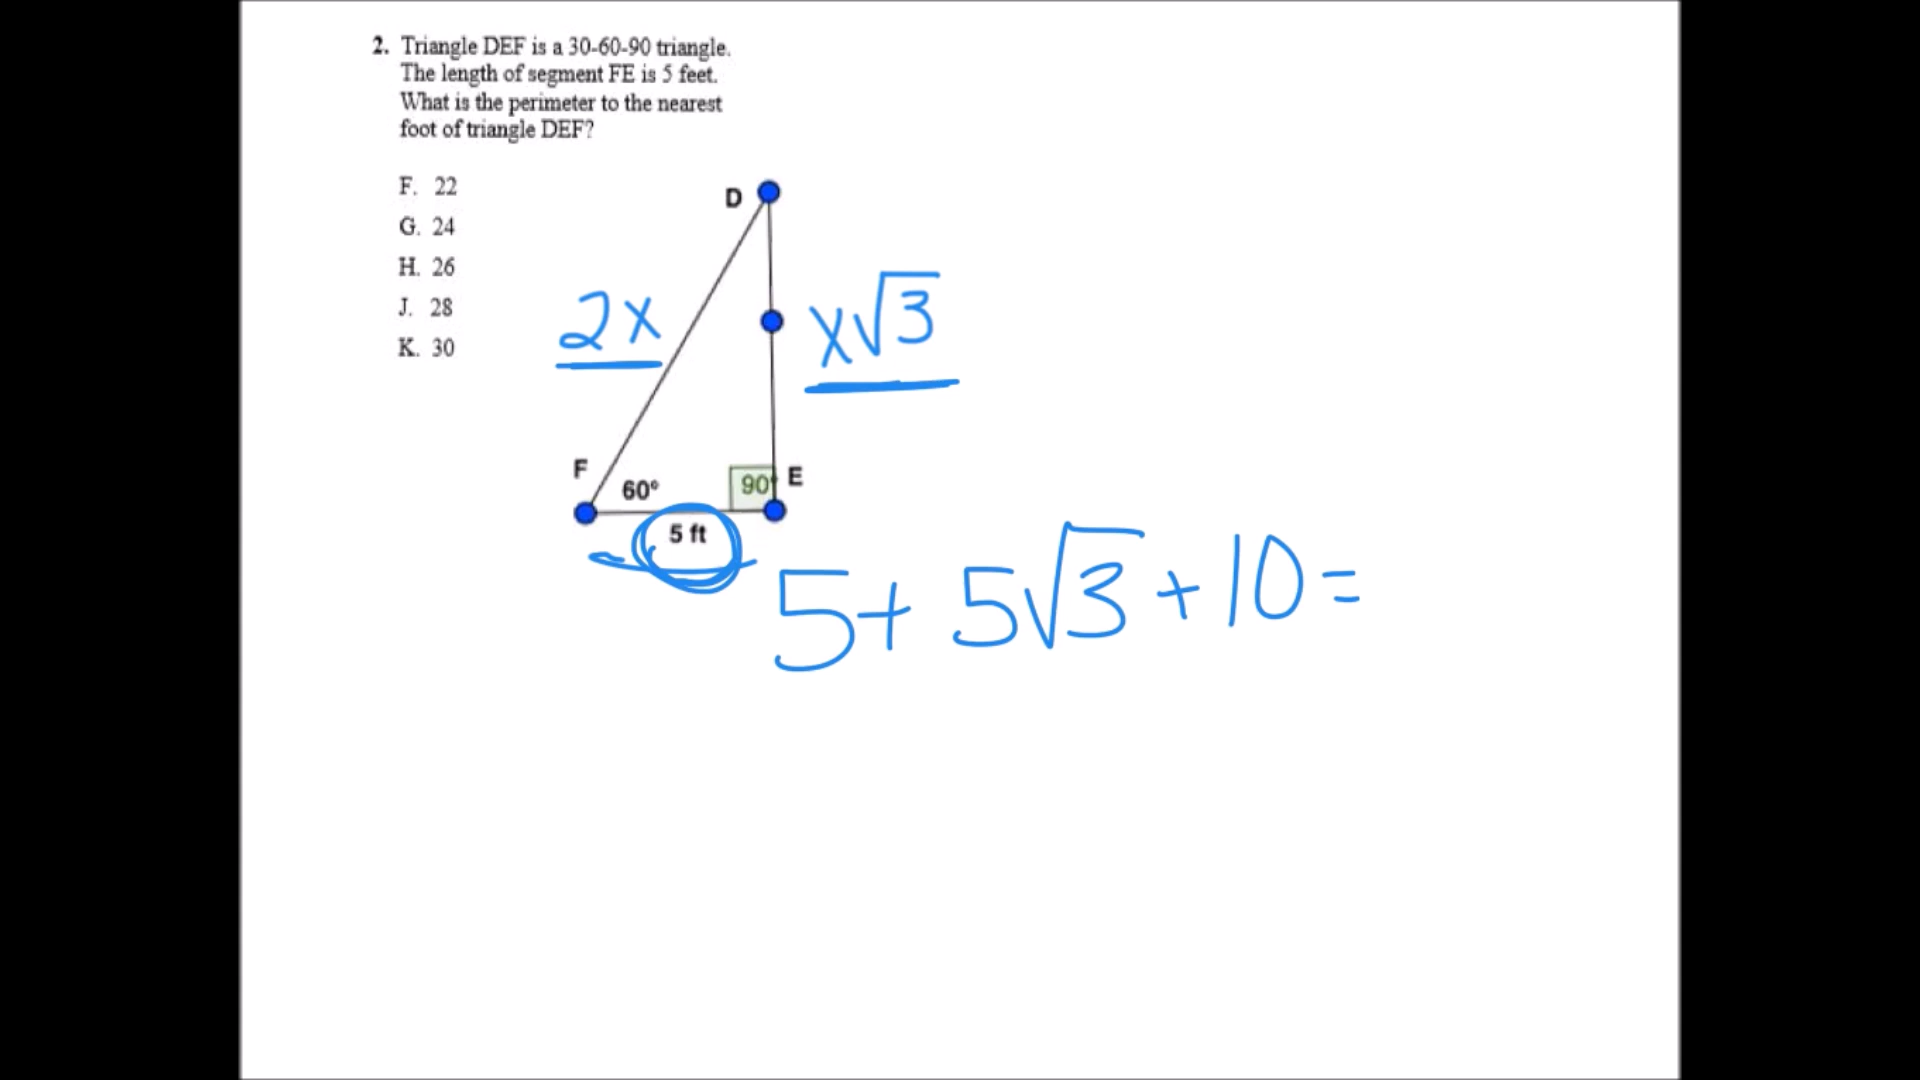 2. Triangle DEF is a 30-60-90 triangle.
The length of segment FE is 5 feet.
What is the perimeter to the nearest
foot of triangle DEF?
F. 22
G. 24
H. 26
J. 28
K. 30
D
2x
x√3
F
60°
90°
E
5 ft
5+ 5√3 + 10 =